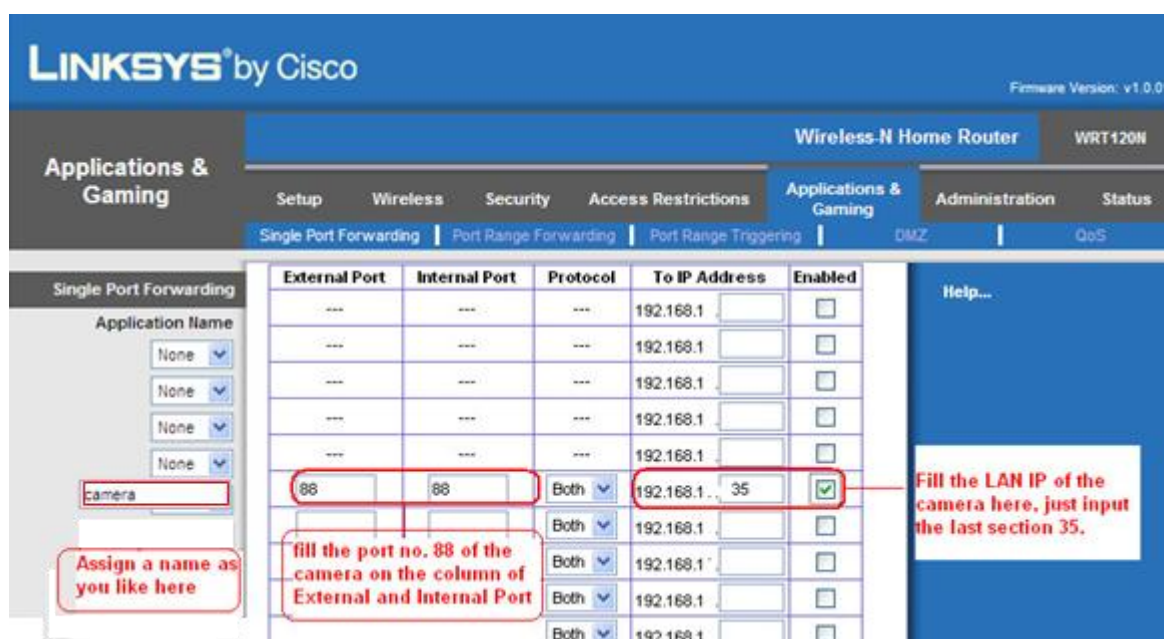 LINKSYS® by Cisco
Firmware Version: v1.0.0
Wireless-N Home Router WRT120N
Applications & Gaming
Setup Wireless Security Access Restrictions Applications & Gaming Administration Status
Single Port Forwarding Port Range Forwarding Port Range Triggering DMZ QoS
Single Port Forwarding
External Port Internal Port Protocol To IP Address Enabled
Help...
Application Name
--- --- --- 192.168.1 .
None
--- --- --- 192.168.1
None
--- --- --- 192.168.1 .
None
--- --- --- 192.168.1 .
None
--- --- --- 192.168.1 .
camera 88 88 Both 192.168.1 . 35
Both 192.168.1 .
Both 192.168.1 .
Both 192.168.1 .
Both 192.168.1
Assign a name as
you like here
fill the port no. 88 of the
camera on the column of
External and Internal Port
Fill the LAN IP of the
camera here, just input
the last section 35.